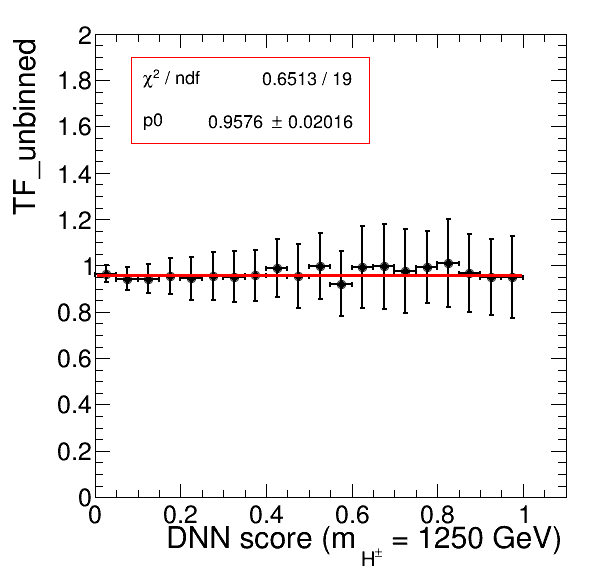 TF_unbinned
2
1.8
1.6
1.4
1.2
1
0.8
0.6
0.4
0.2
0
χ² / ndf 0.6513 / 19
p0 0.9576 ± 0.02016
0 0.2 0.4 0.6 0.8 1
DNN score (m_H± = 1250 GeV)